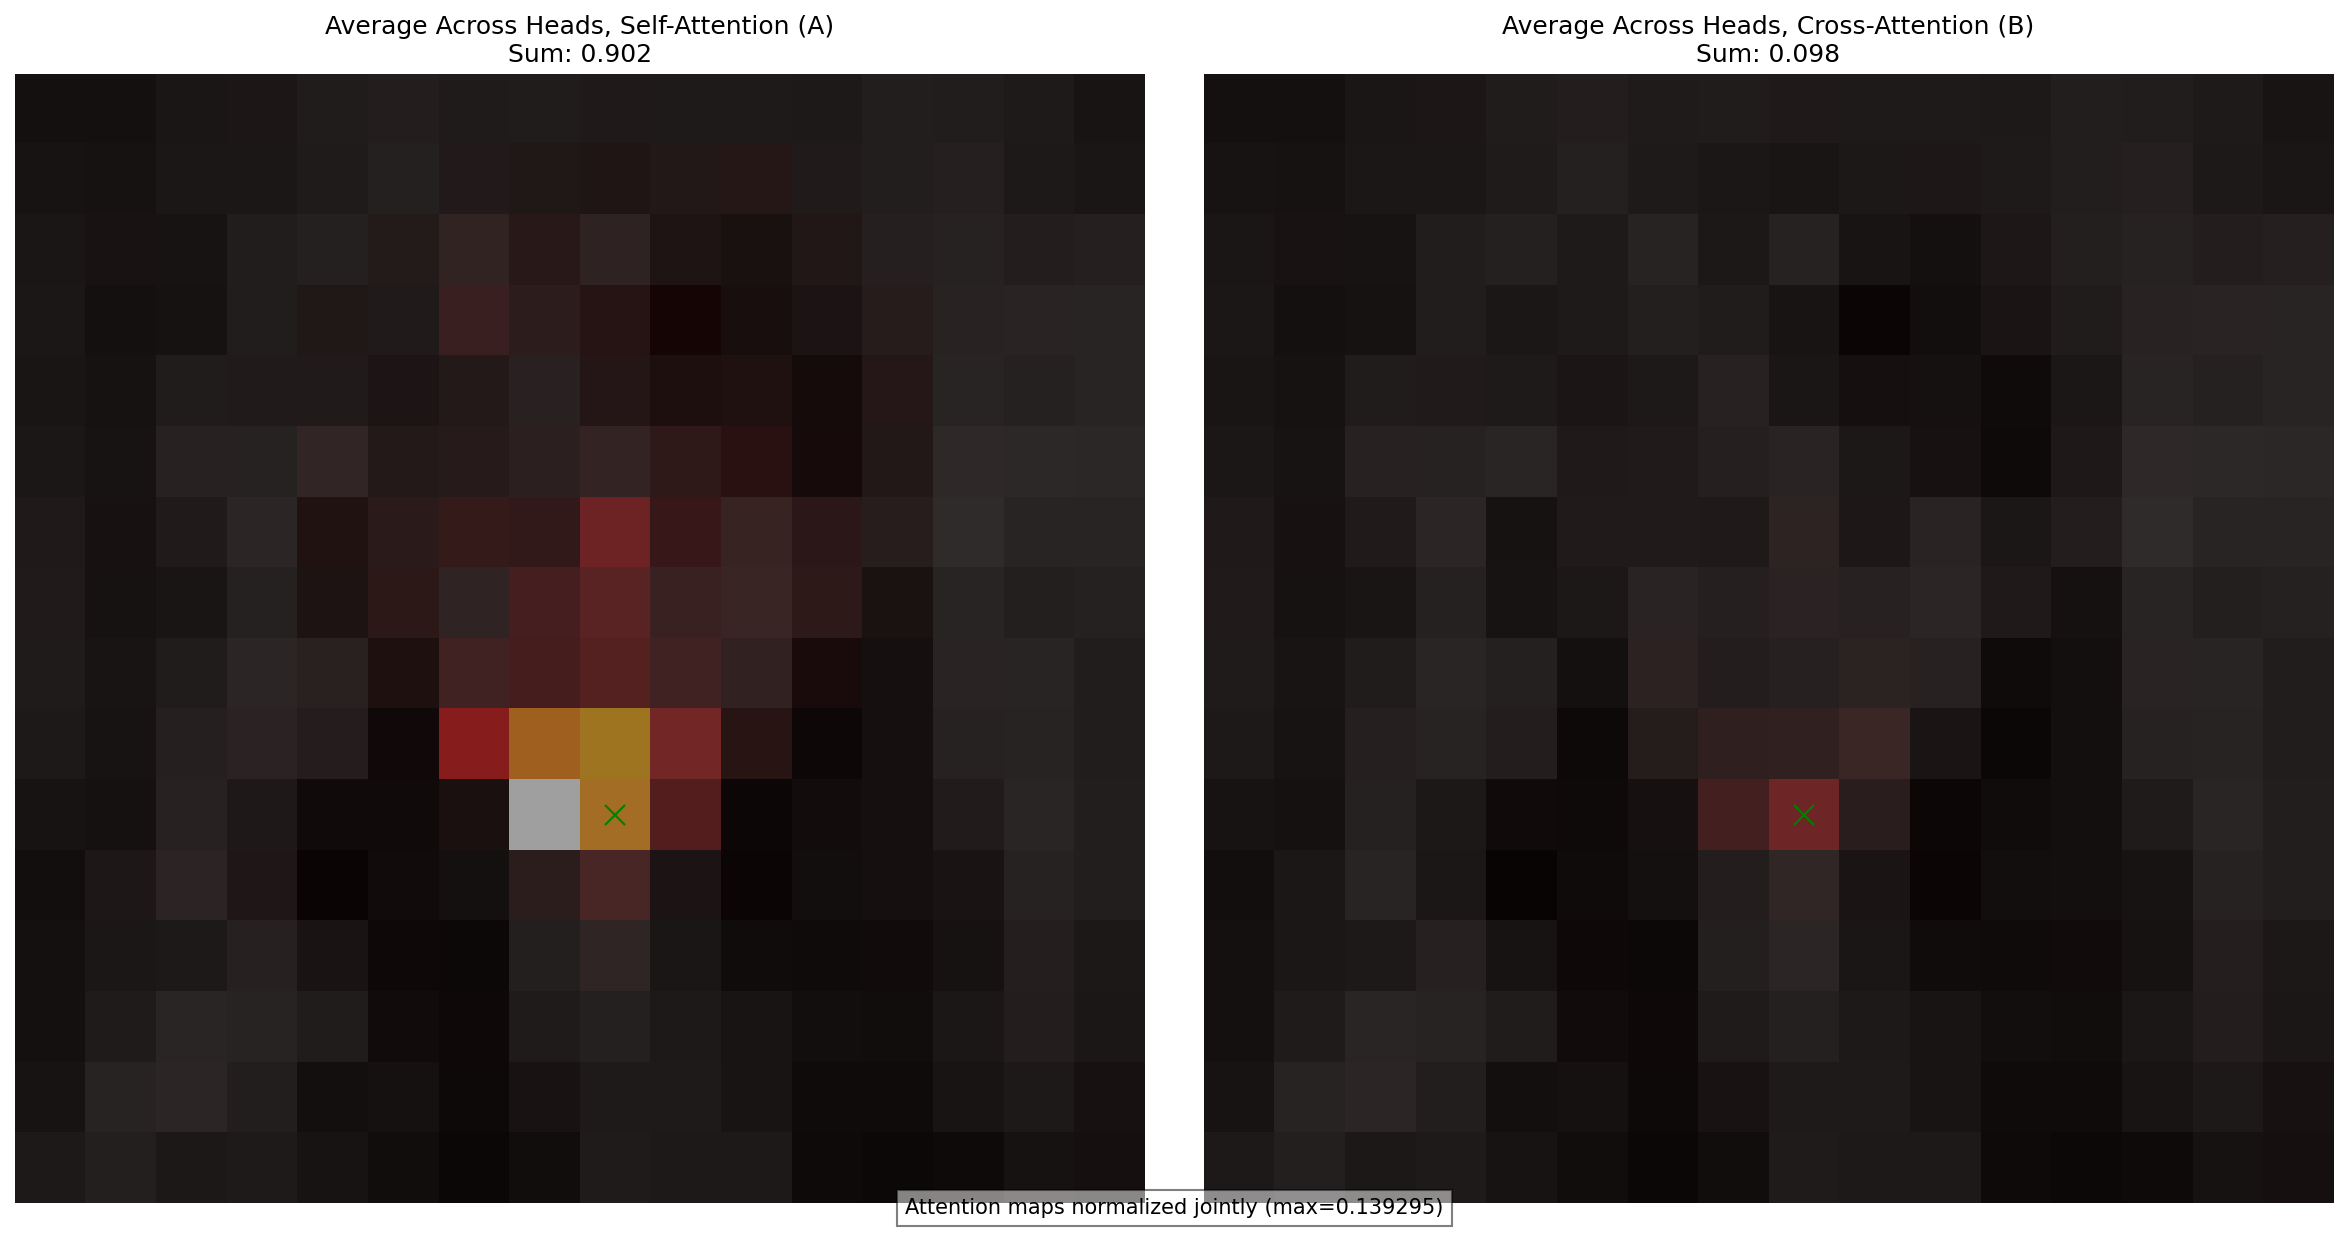 Average Across Heads, Self-Attention (A)
Sum: 0.902
Average Across Heads, Cross-Attention (B)
Sum: 0.098
Attention maps normalized jointly (max=0.139295)